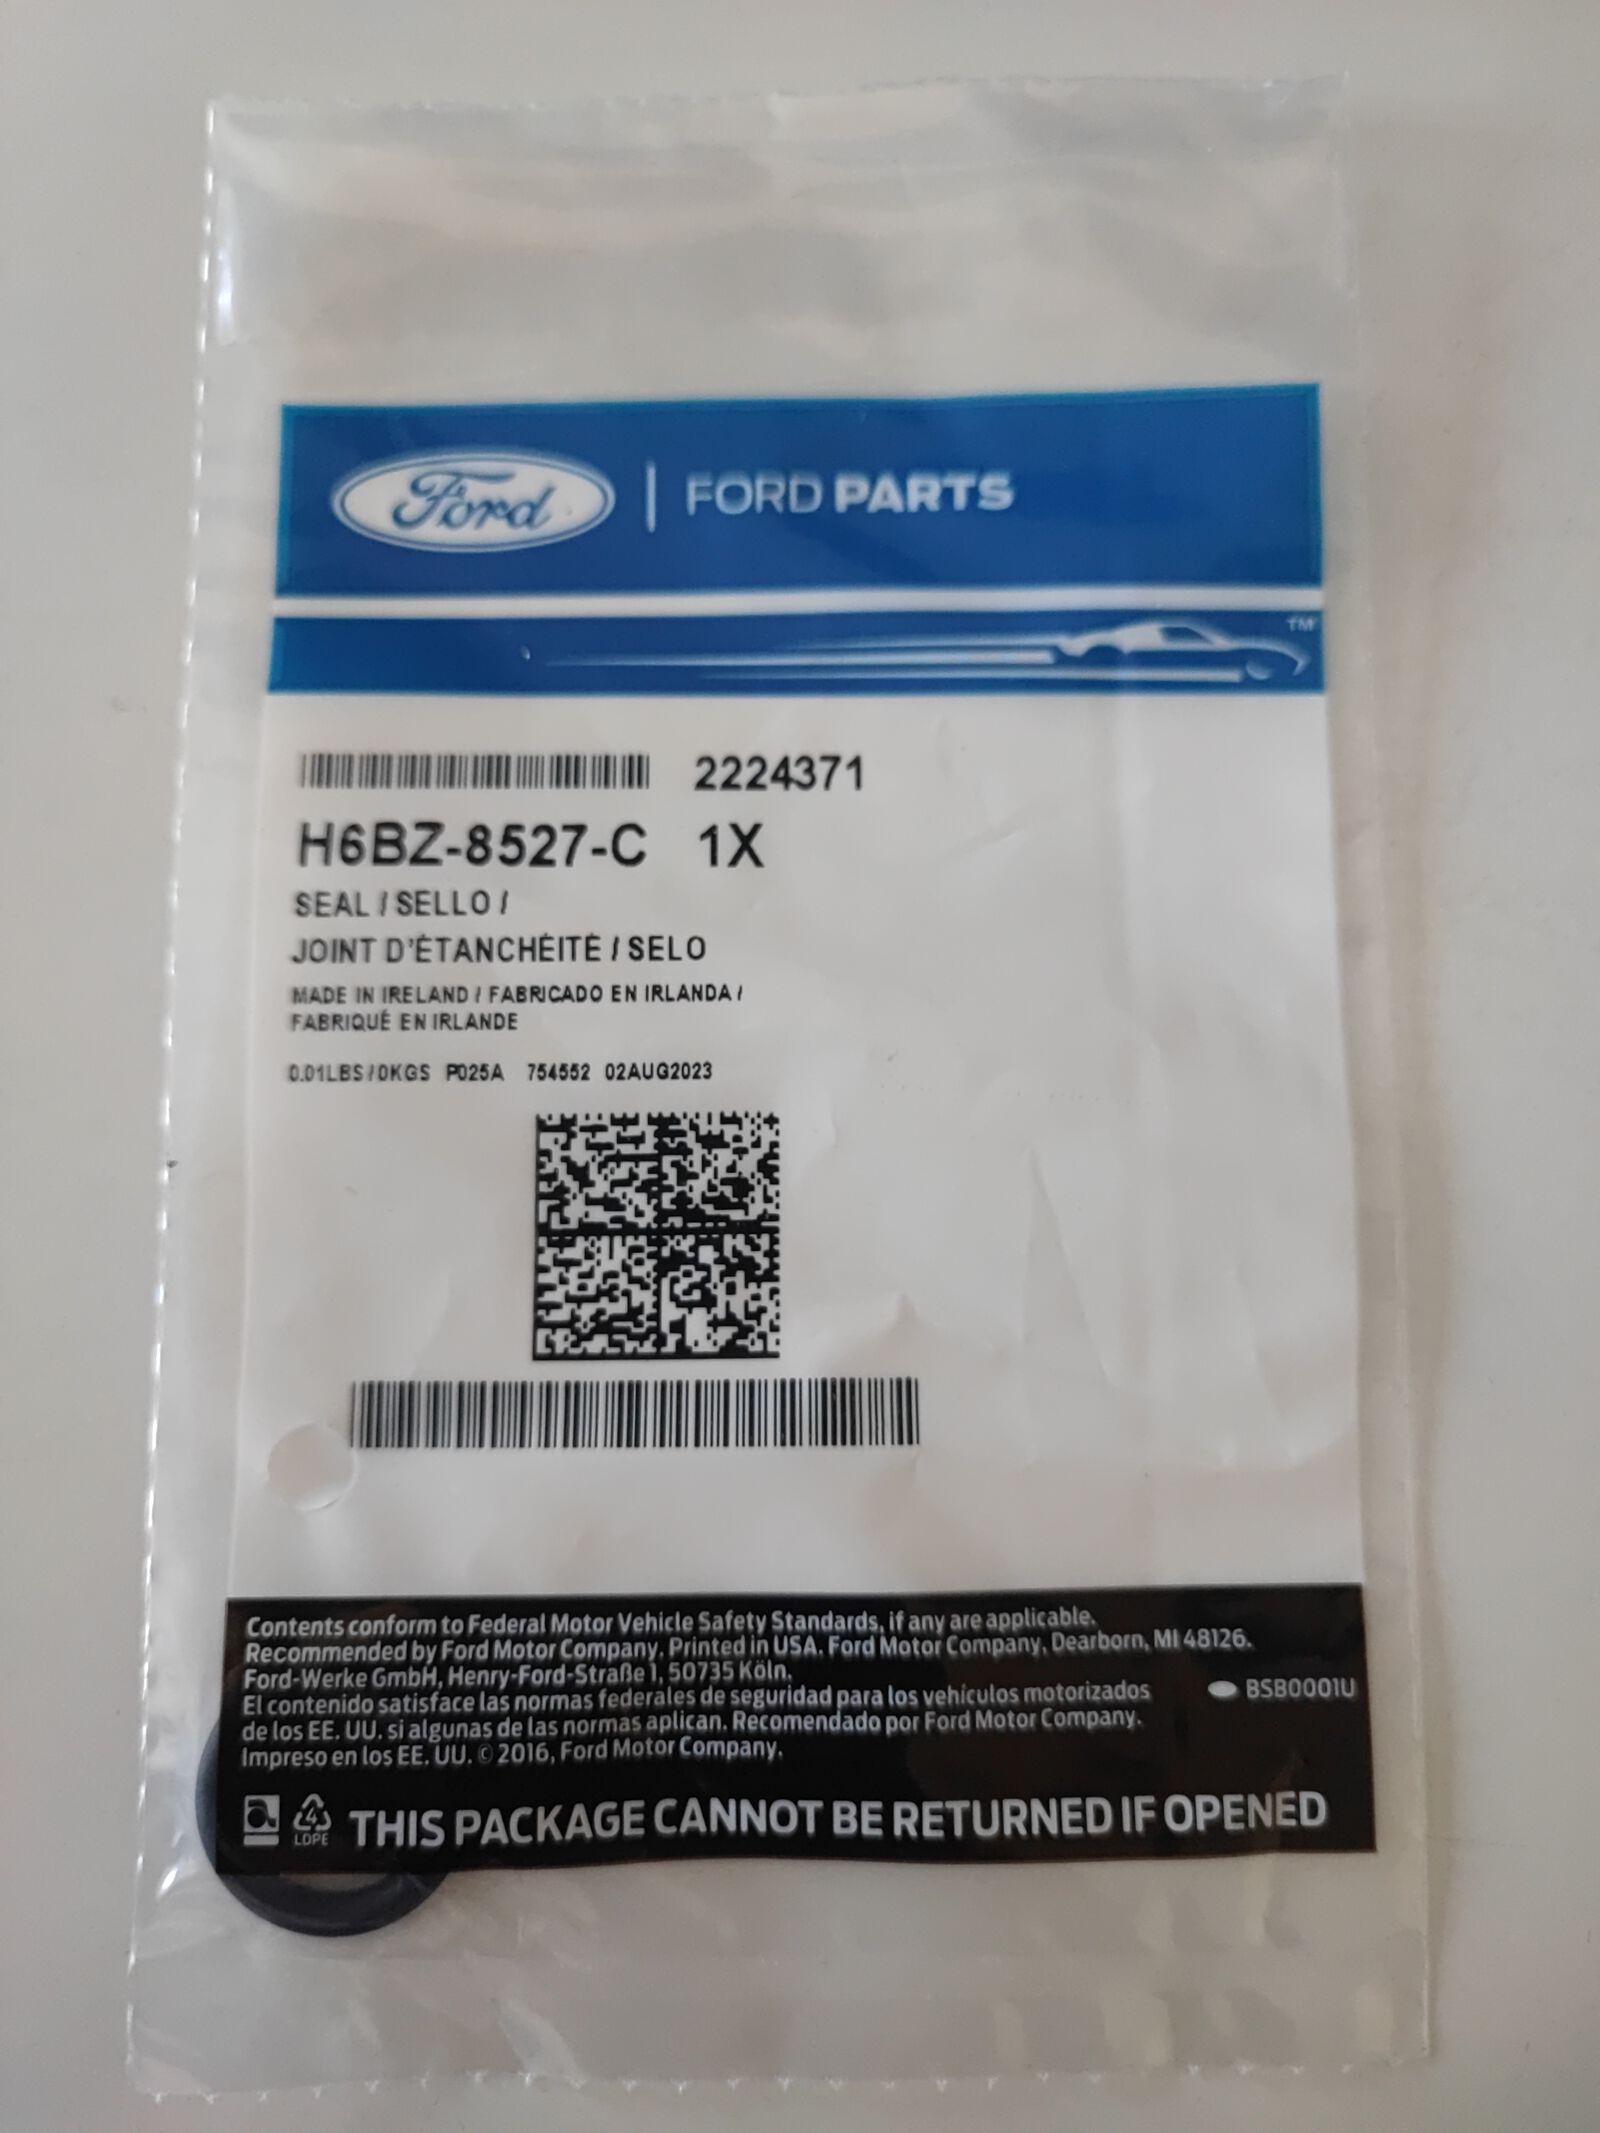 Ford | FORD PARTS
TM
2224371
H6BZ-8527-C 1X
SEAL / SELLO /
JOINT D'ÉTANCHÉITÉ / SELO
MADE IN IRELAND / FABRICADO EN IRLANDA /
FABRIQUÉ EN IRLANDE
0.01LBS/0KGS P025A 754552 02AUG2023
Contents conform to Federal Motor Vehicle Safety Standards, if any are applicable.
Recommended by Ford Motor Company. Printed in USA. Ford Motor Company, Dearborn, MI 48126.
Ford-Werke GmbH, Henry-Ford-Straße 1, 50735 Köln.
El contenido satisface las normas federales de seguridad para los vehículos motorizados
de los EE. UU. si algunas de las normas aplican. Recomendado por Ford Motor Company.
Impreso en los EE. UU. © 2016, Ford Motor Company.
BSB0001U
4
LDPE
THIS PACKAGE CANNOT BE RETURNED IF OPENED